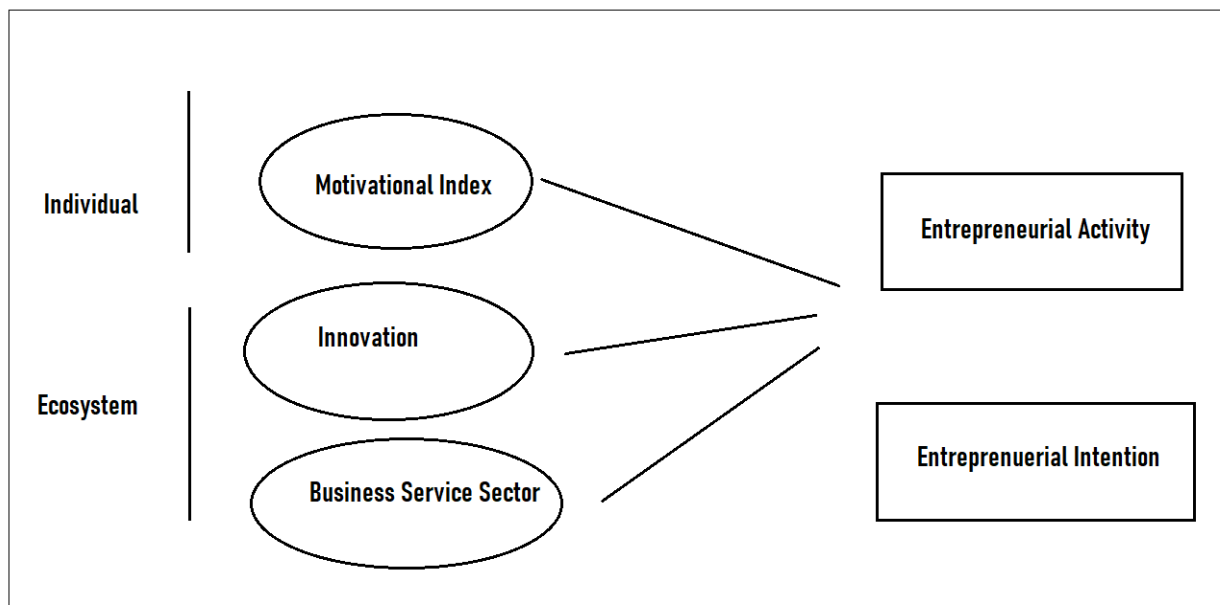 Individual
Motivational Index
Entrepreneurial Activity
Innovation
Ecosystem
Business Service Sector
Entreprenuerial Intention